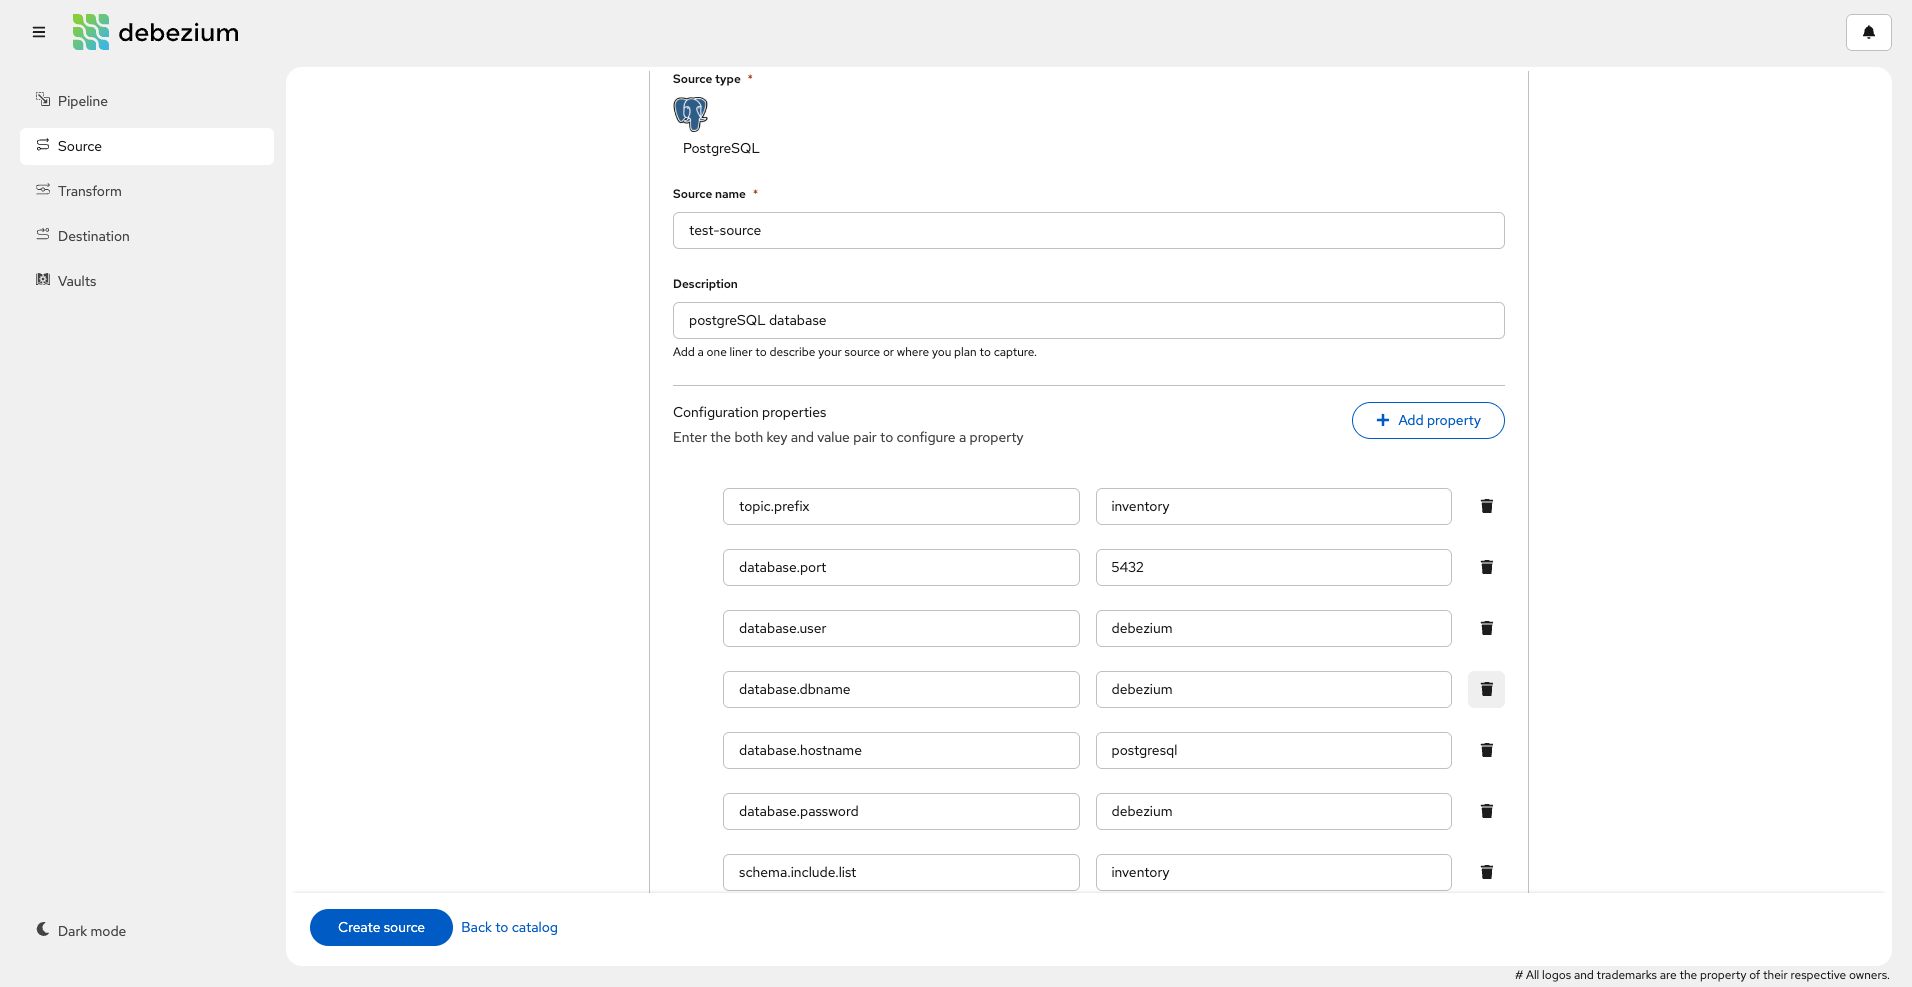 debezium
Pipeline
Source
Transform
Destination
Vaults
Dark mode
Source type *
PostgreSQL
Source name *
test-source
Description
postgreSQL database
Add a one liner to describe your source or where you plan to capture.
Configuration properties
Enter the both key and value pair to configure a property
Add property
topic.prefix inventory
database.port 5432
database.user debezium
database.dbname debezium
database.hostname postgresql
database.password debezium
schema.include.list inventory
Create source Back to catalog
# All logos and trademarks are the property of their respective owners.